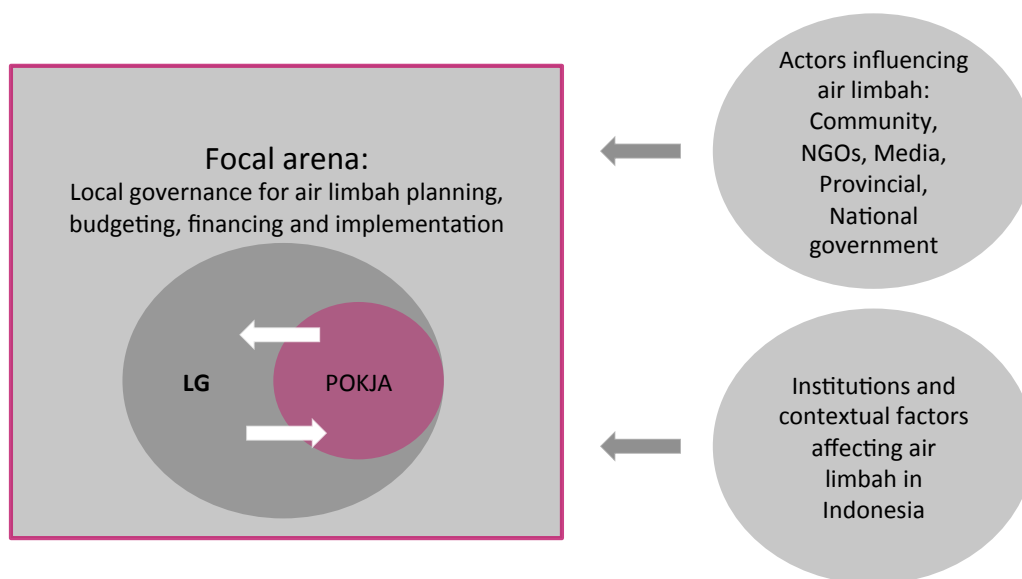 Focal arena:
Local governance for air limbah planning,
budgeting, financing and implementation
LG
POKJA
Actors influencing
air limbah:
Community,
NGOs, Media,
Provincial,
National
government
Institutions and
contextual factors
affecting air
limbah in
Indonesia